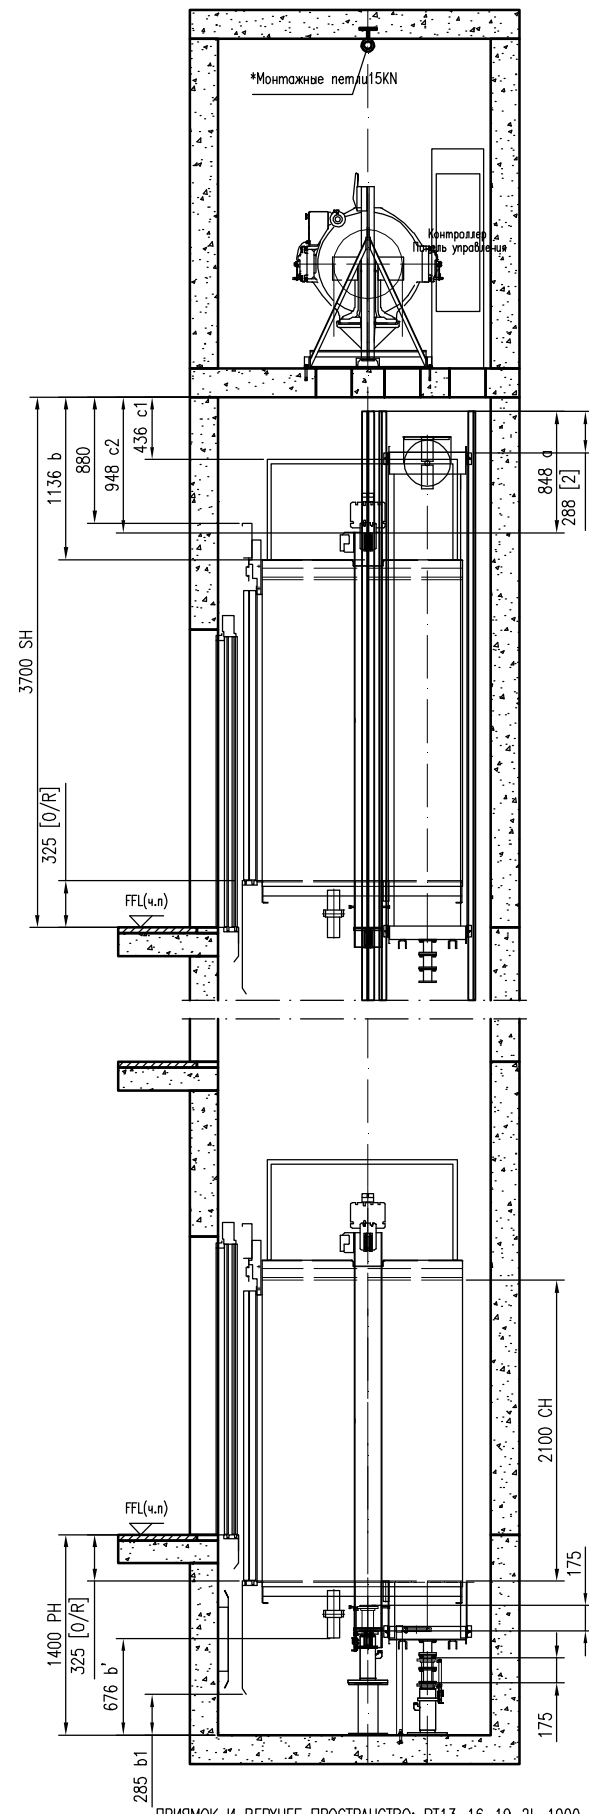 *Монтажные петли15KN
Контроллер
Панель управления
436 c1
948 c2
880
1136 b
848 a
288 [2]
3700 SH
325 [O/R]
FFL(ч.п)
2100 CH
FFL(ч.п)
175
1400 PH
325 [O/R]
676 b'
175
285 b1